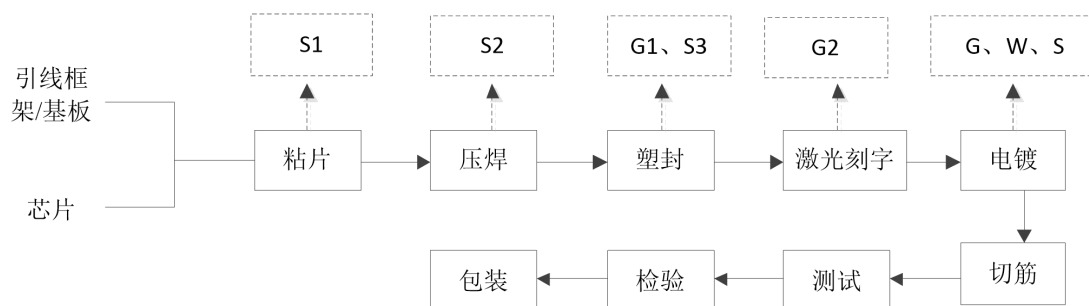 S1
S2
G1、S3
G2
G、W、S
引线框
架/基板
芯片
粘片
压焊
塑封
激光刻字
电镀
包装
检验
测试
切筋